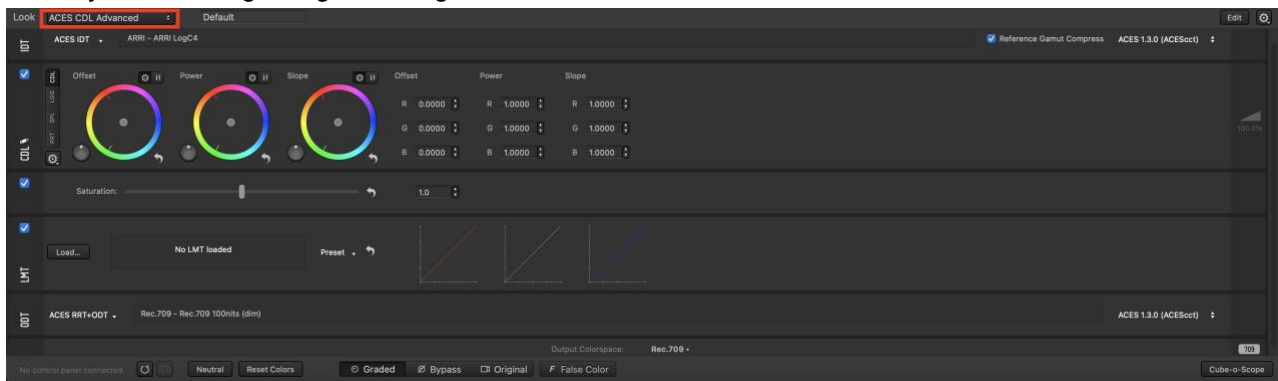 Look ACES CDL Advanced Default Edit
IDT ACES IDT ARRI - ARRI LogC4 Reference Gamut Compress ACES 1.3.0 (ACEScct)
CDL CDL LGG SPL PRT Offset Power Slope Offset Power Slope
R 0.0000 R 1.0000 R 1.0000
G 0.0000 G 1.0000 G 1.0000
100.0%
B 0.0000 B 1.0000 B 1.0000
Saturation: 1.0
LMT Load... No LMT loaded Preset
ODT ACES RRT+ODT Rec.709 - Rec.709 100nits (dim) ACES 1.3.0 (ACEScct)
Output Colorspace: Rec.709 709
No control panel connected Neutral Reset Colors Graded Bypass Original F False Color Cube-o-Scope